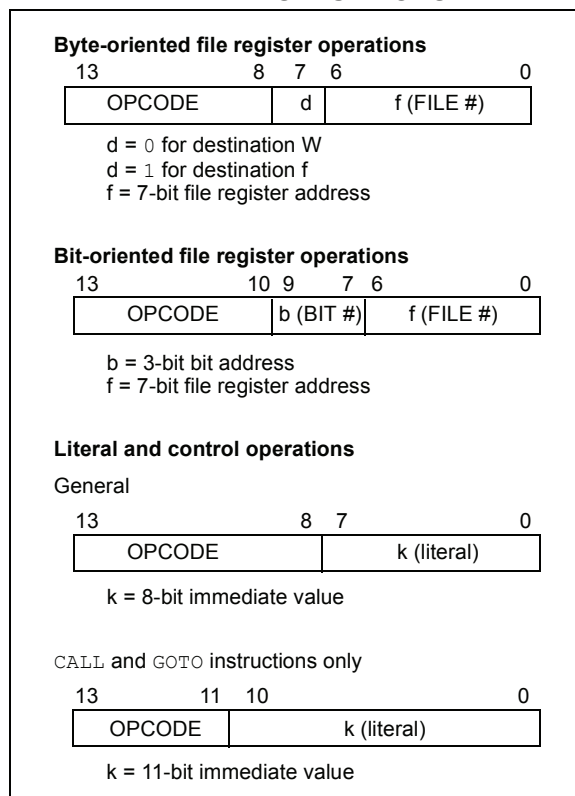 Byte-oriented file register operations
13 8 7 6 0
OPCODE d f (FILE #)
d = 0 for destination W
d = 1 for destination f
f = 7-bit file register address
Bit-oriented file register operations
13 10 9 7 6 0
OPCODE b (BIT #) f (FILE #)
b = 3-bit bit address
f = 7-bit file register address
Literal and control operations
General
13 8 7 0
OPCODE k (literal)
k = 8-bit immediate value
CALL and GOTO instructions only
13 11 10 0
OPCODE k (literal)
k = 11-bit immediate value